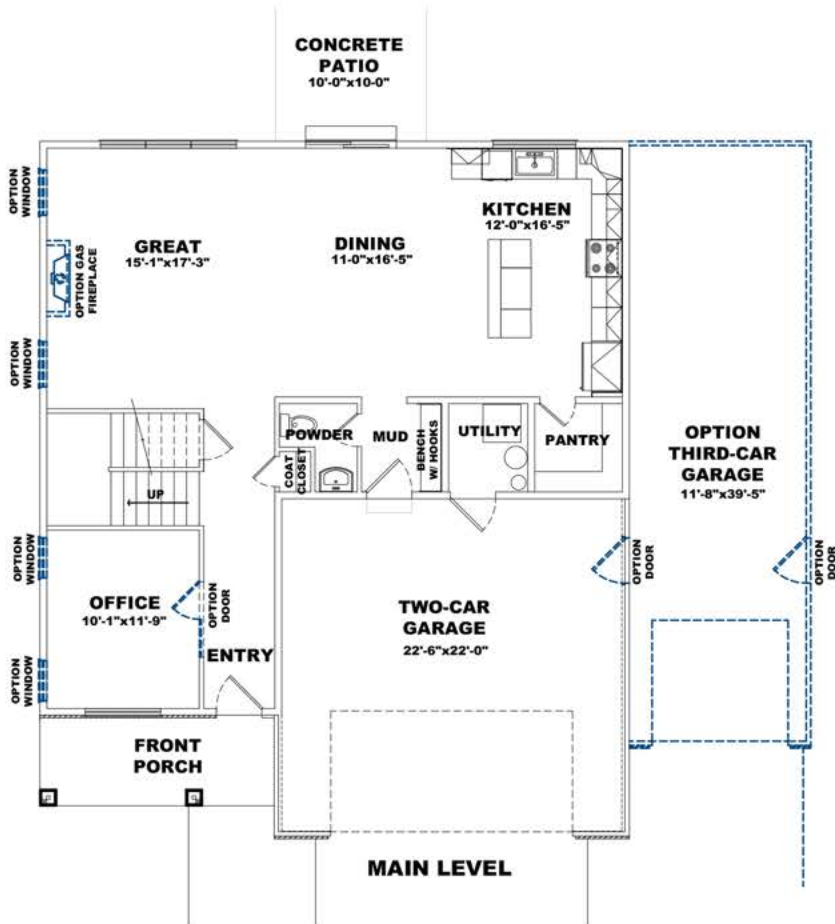 CONCRETE
PATIO
10'-0"x10-0"
OPTION
WINDOW
GREAT
15'-1"x17'-3"
OPTION GAS
FIREPLACE
DINING
11-0"x16'-5"
KITCHEN
12'-0"x16'-5"
OPTION
WINDOW
POWDER
MUD
BENCH
W/ HOOKS
UTILITY
PANTRY
COAT
CLOSET
UP
OPTION
THIRD-CAR
GARAGE
11'-8"x39'-5"
OPTION
WINDOW
OFFICE
10'-1"x11'-9"
OPTION
DOOR
TWO-CAR
GARAGE
22'-6"x22'-0"
OPTION
DOOR
OPTION
DOOR
OPTION
WINDOW
ENTRY
FRONT
PORCH
MAIN LEVEL